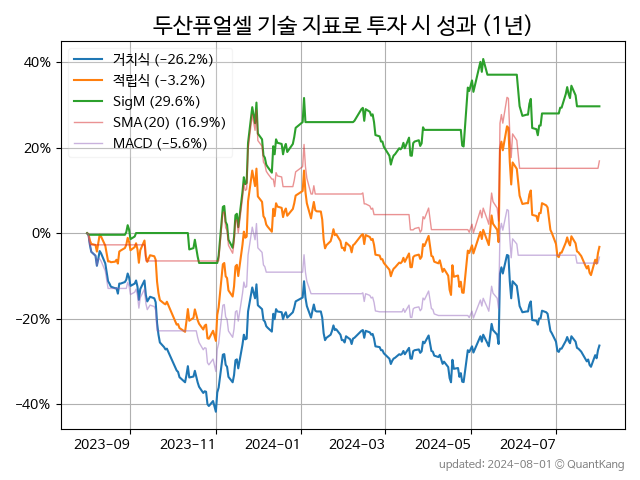 두산퓨얼셀 기술 지표로 투자 시 성과 (1년)
거치식 (−26.2%)
적립식 (−3.2%)
SigM (29.6%)
SMA(20) (16.9%)
MACD (−5.6%)
40%
20%
0%
−20%
−40%
2023−09 2023−11 2024−01 2024−03 2024−05 2024−07
updated: 2024−08−01 ⓒ QuantKang